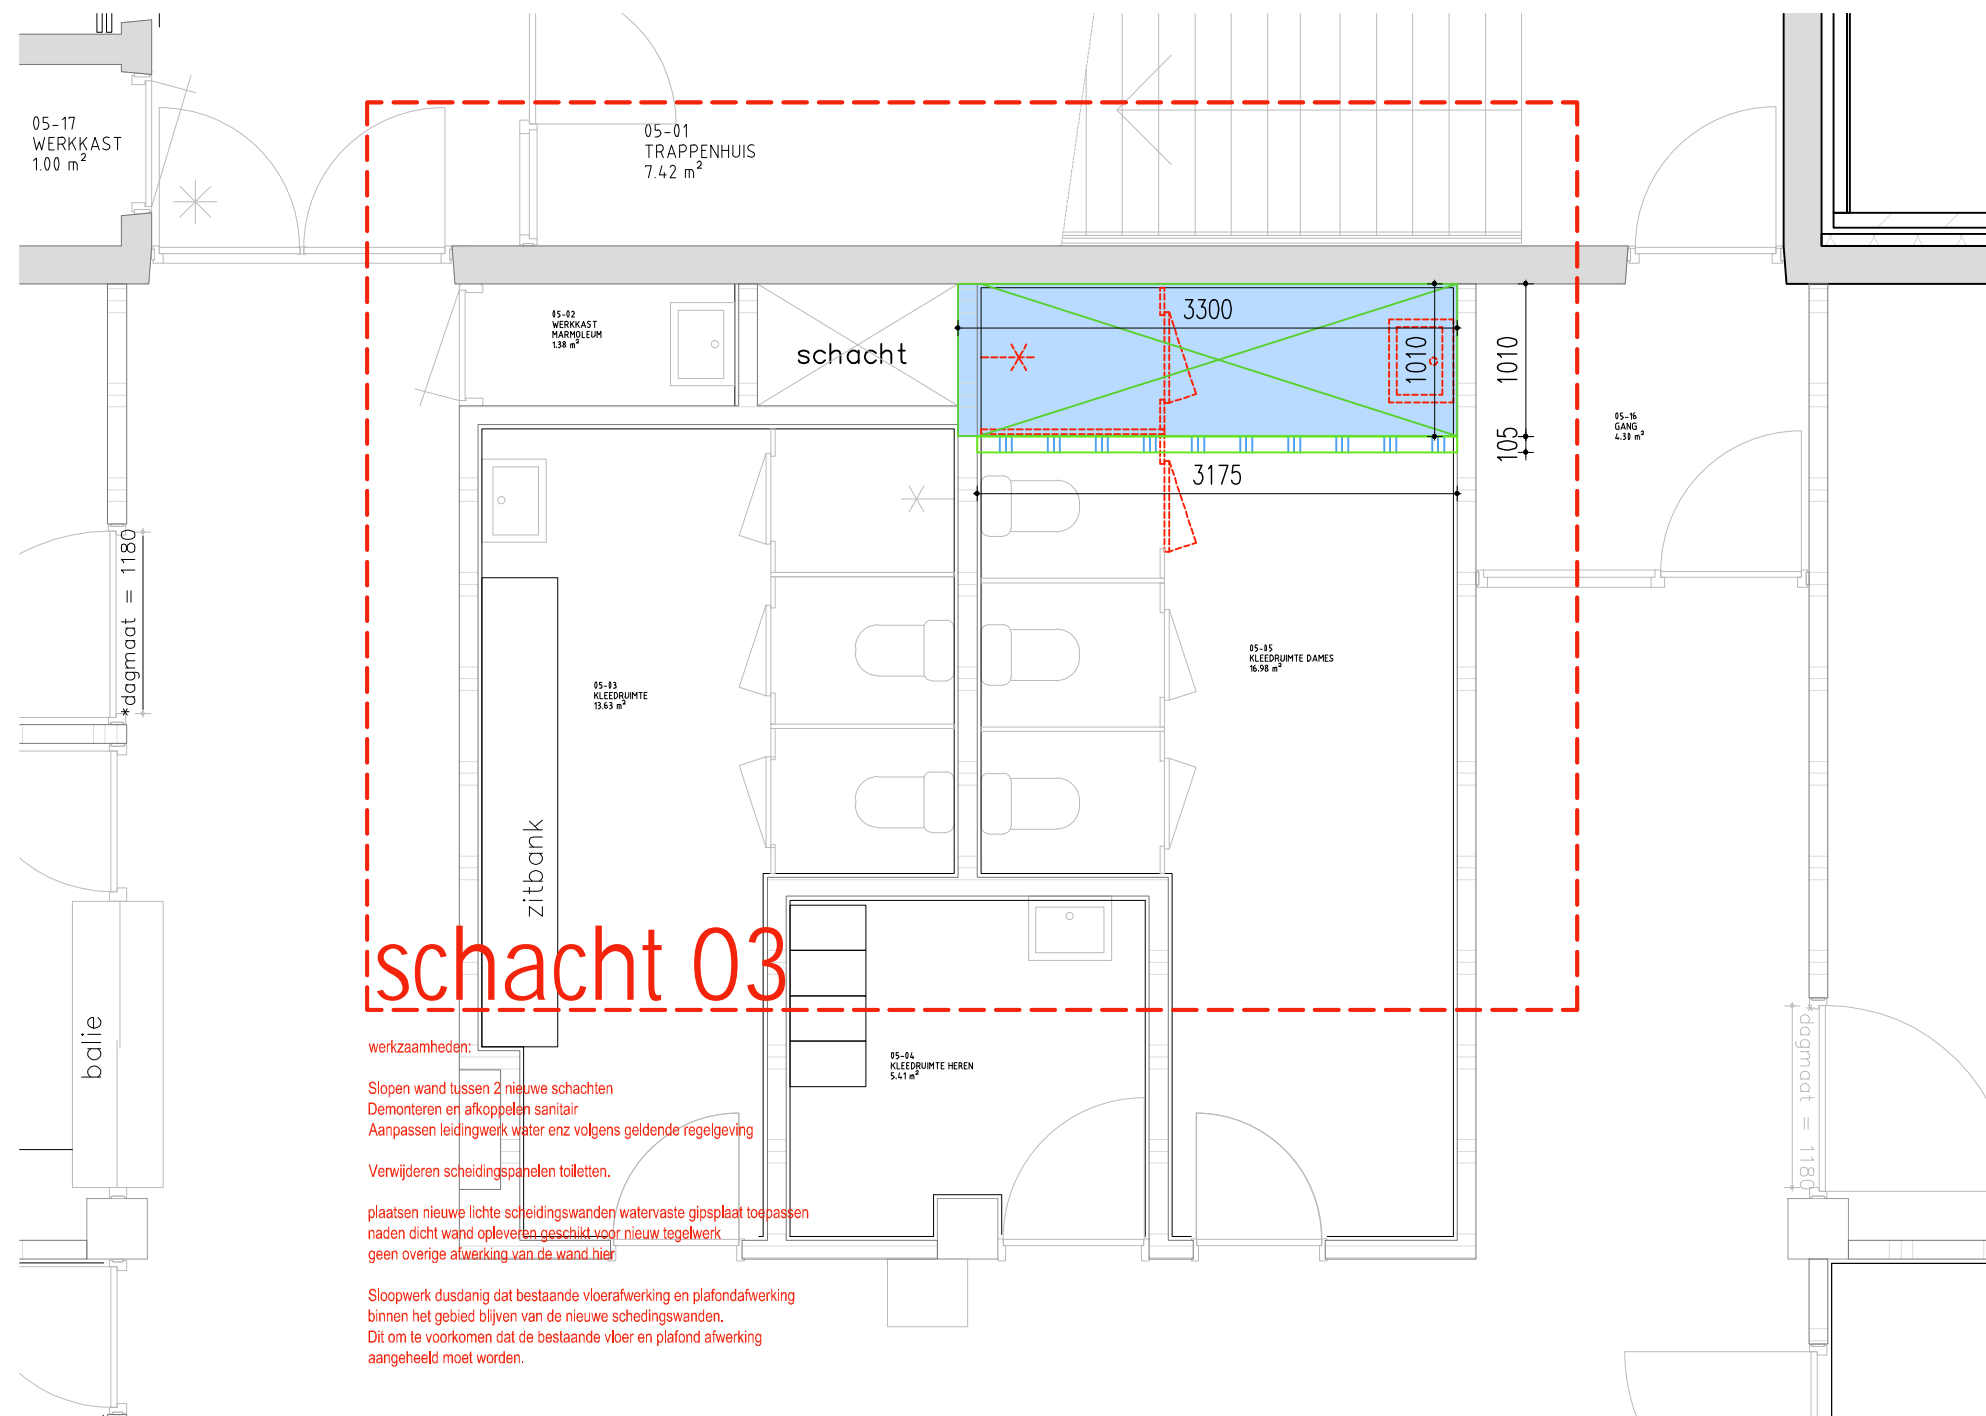 05-17
WERKKAST
1.00 m²
05-01
TRAPPENHUIS
7.42 m²
05-02
WERKKAST
MARMOLEUM
1.38 m²
schacht
3300
1010
1010
105
3175
05-16
GANG
4.30 m²
*dagmaat = 1180
05-03
KLEEDRUIMTE
13.63 m²
05-05
KLEEDRUIMTE DAMES
16.98 m²
zitbank
schacht 03
balie
05-04
KLEEDRUIMTE HEREN
5.41 m²
*dagmaat = 1180
werkzaamheden:
Slopen wand tussen 2 nieuwe schachten
Demonteren en afkoppelen sanitair
Aanpassen leidingwerk water enz volgens geldende regelgeving
Verwijderen scheidingspanelen toiletten.
plaatsen nieuwe lichte scheidingswanden watervaste gipsplaat toepassen
naden dicht wand opleveren geschikt voor nieuw tegelwerk
geen overige afwerking van de wand hier
Sloopwerk dusdanig dat bestaande vloerafwerking en plafondafwerking
binnen het gebied blijven van de nieuwe schedingswanden.
Dit om te voorkomen dat de bestaande vloer en plafond afwerking
aangeheeld moet worden.